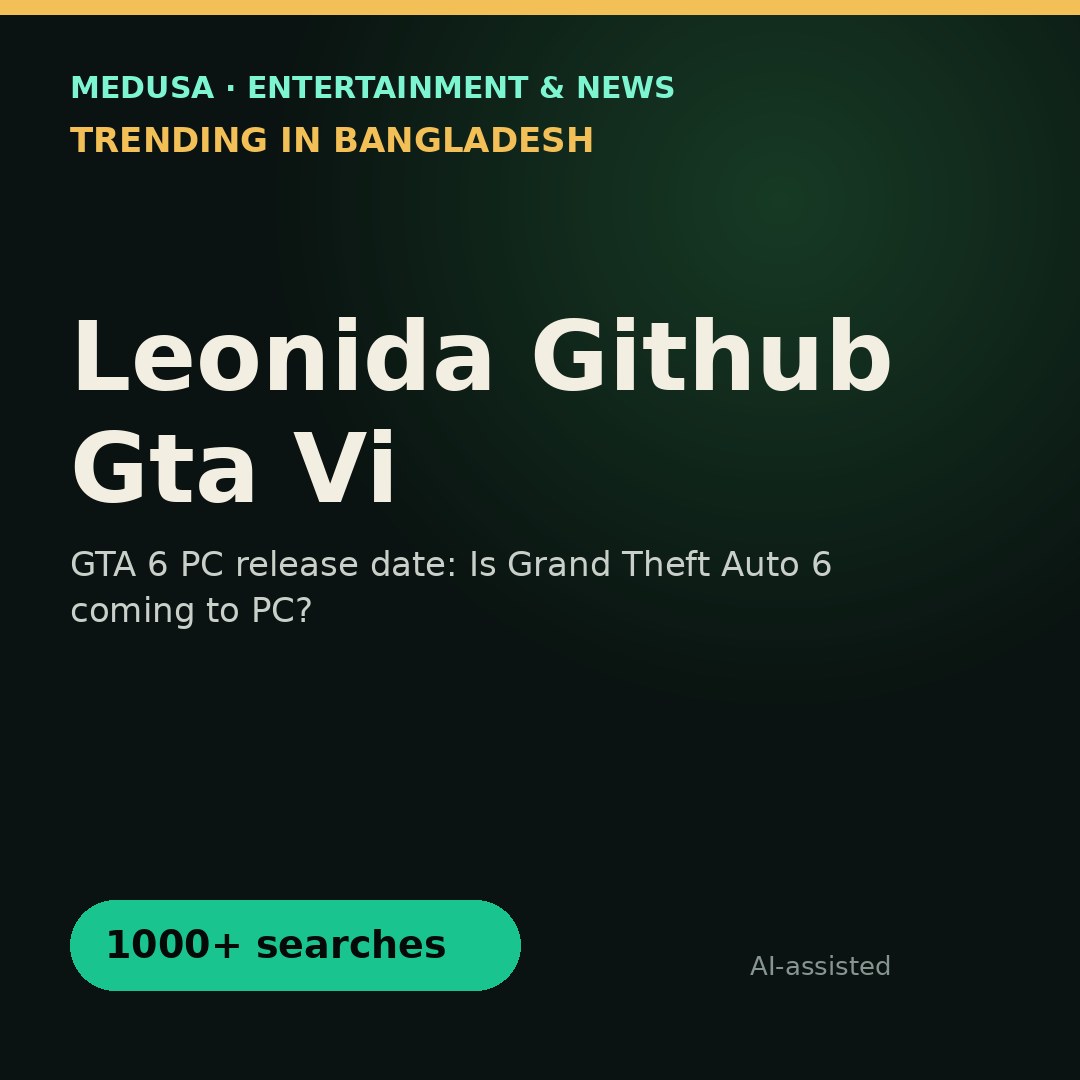 MEDUSA · ENTERTAINMENT & NEWS
TRENDING IN BANGLADESH
Leonida Github
Gta Vi
GTA 6 PC release date: Is Grand Theft Auto 6
coming to PC?
1000+ searches
AI-assisted